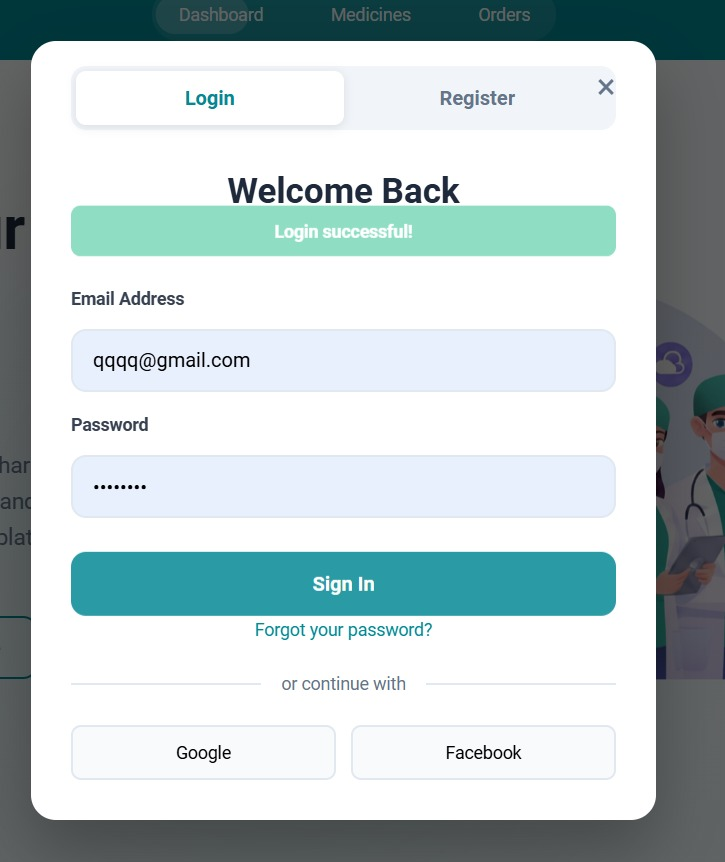 Dashboard Medicines Orders
Login Register ×
Welcome Back
Login successful!
Email Address
qqqq@gmail.com
Password
••••••••
Sign In
Forgot your password?
or continue with
Google Facebook